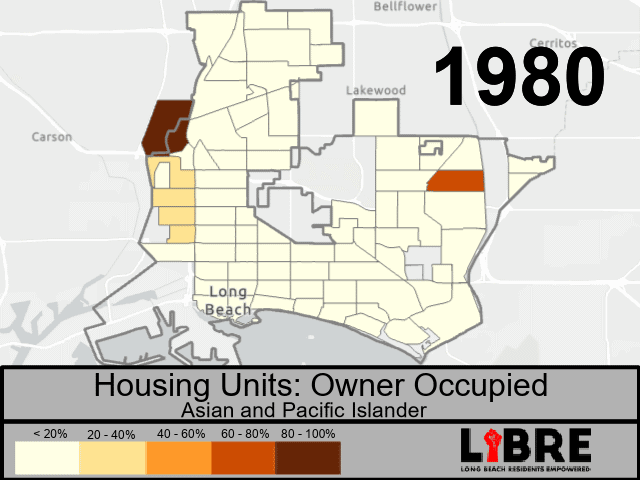 Bellflower
Cerritos
1980
Lakewood
Carson
Long
Beach
Housing Units: Owner Occupied
Asian and Pacific Islander
< 20% 20 - 40% 40 - 60% 60 - 80% 80 - 100%
LIBRE
LONG BEACH RESIDENTS EMPOWERED